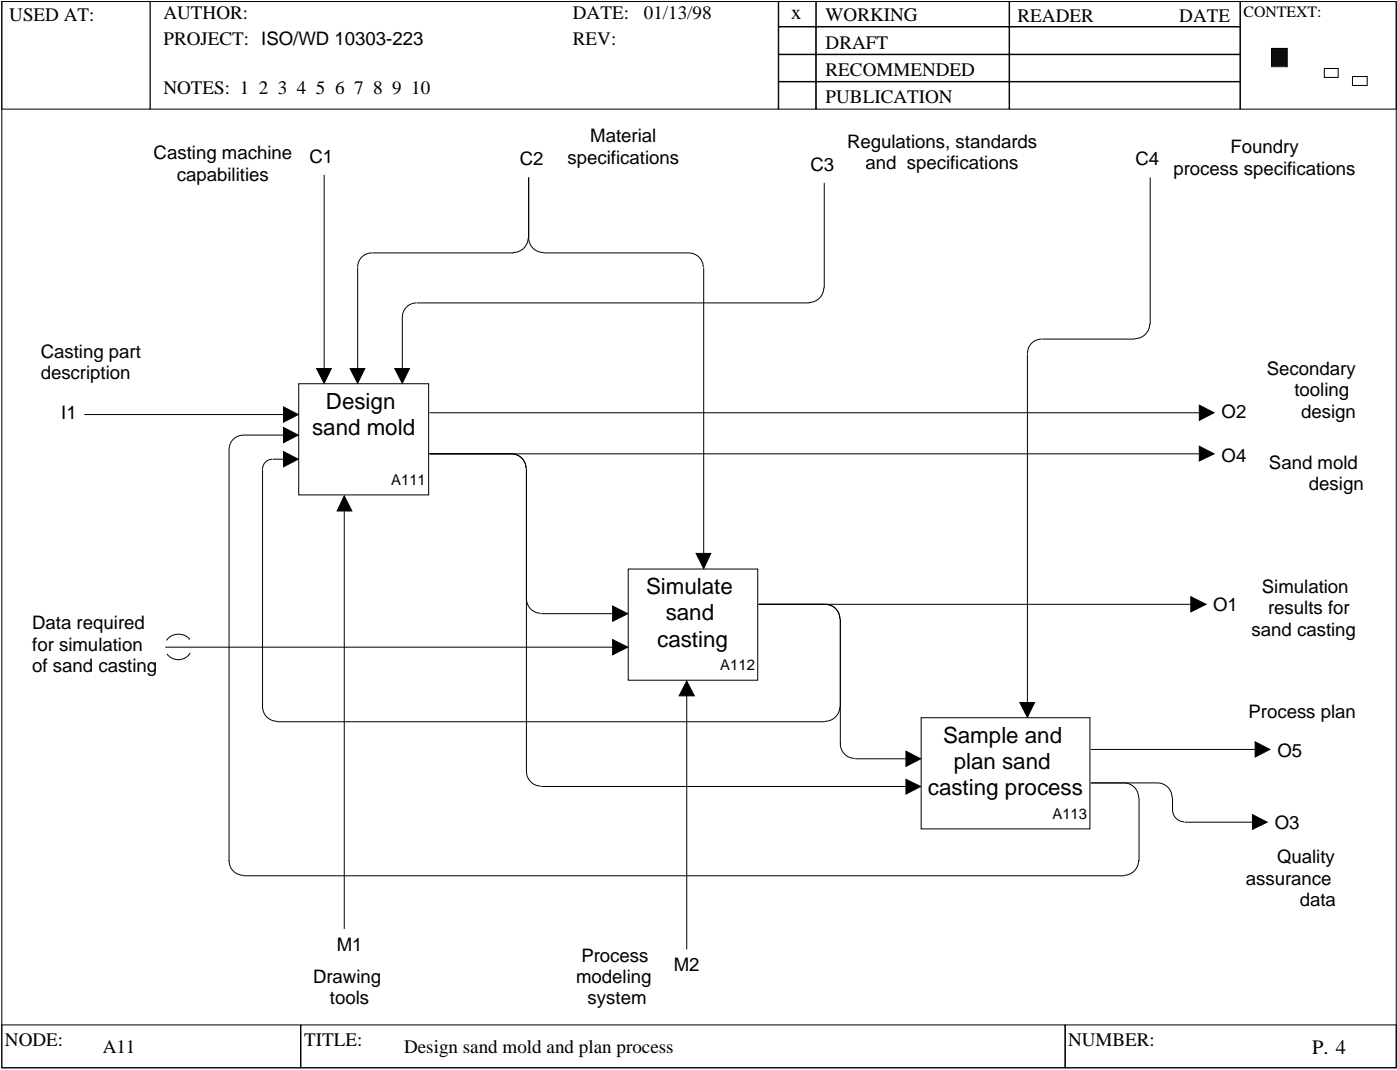 USED AT:
AUTHOR:
DATE: 01/13/98
x WORKING
READER DATE
CONTEXT:
PROJECT: ISO/WD 10303-223
REV:
DRAFT
RECOMMENDED
NOTES: 1 2 3 4 5 6 7 8 9 10
PUBLICATION
Casting machine
capabilities
C1
C2
Material
specifications
C3
Regulations, standards
and specifications
C4
Foundry
process specifications
Casting part
description
I1
Design
sand mold
A111
Secondary
tooling
design
O2
O4
Sand mold
design
Simulate
sand
casting
A112
Simulation
results for
sand casting
O1
Data required
for simulation
of sand casting
Process plan
Sample and
plan sand
casting process
A113
O5
O3
Quality
assurance
data
M1
Drawing
tools
Process
modeling
system
M2
NODE:
A11
TITLE:
Design sand mold and plan process
NUMBER:
P. 4